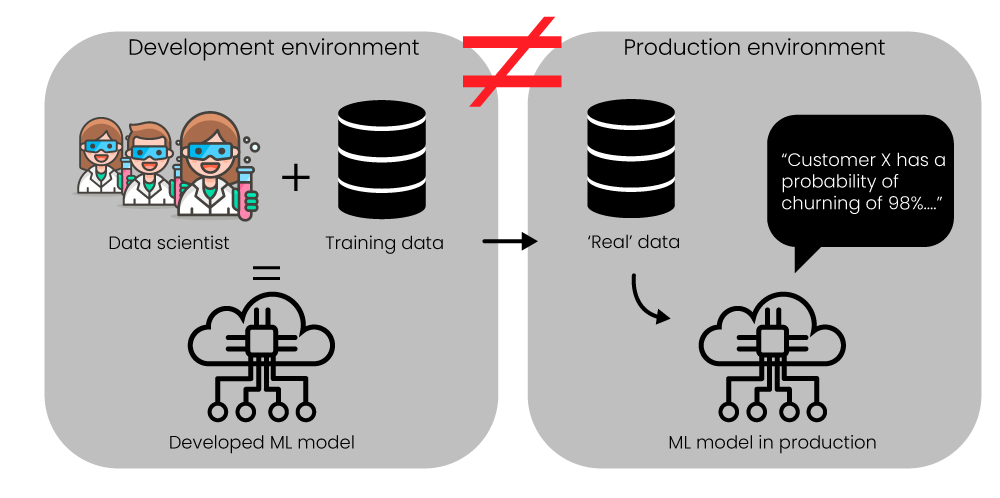 Development environment
Production environment
Data scientist
+
Training data
=
Developed ML model
≠
‘Real’ data
“Customer X has a
probability of
churning of 98%....”
ML model in production